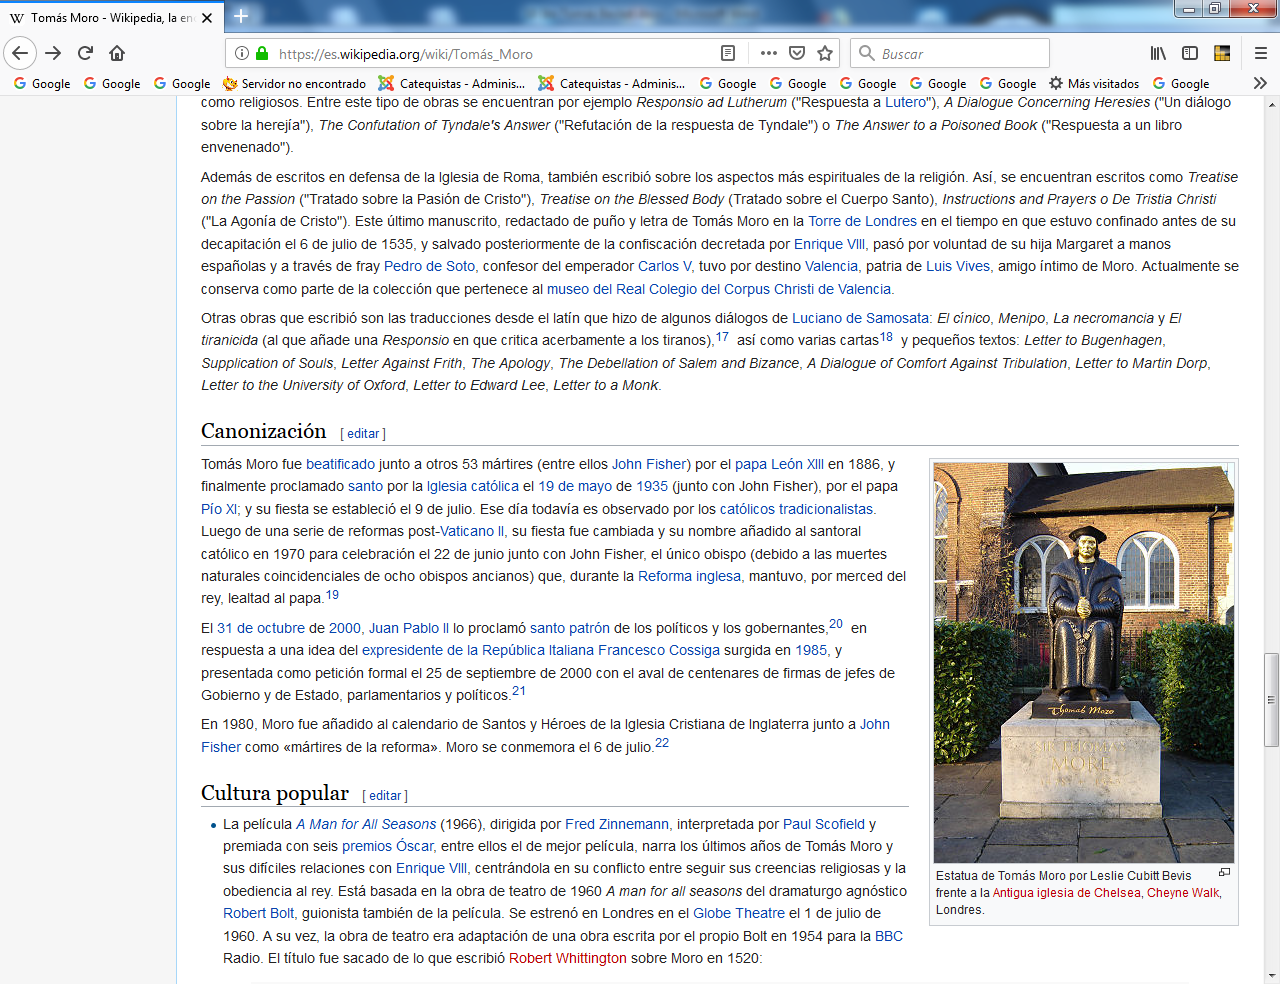 Tomás Moro - Wikipedia, la en
https://es.wikipedia.org/wiki/Tomás_Moro
Buscar
Google Google Google Servidor no encontrado Catequistas - Adminis... Catequistas - Adminis... Google Google Google Google Google Más visitados Google
como religiosos. Entre este tipo de obras se encuentran por ejemplo Responsio ad Lutherum ("Respuesta a Lutero"), A Dialogue Concerning Heresies ("Un diálogo
sobre la herejía"), The Confutation of Tyndale's Answer ("Refutación de la respuesta de Tyndale") o The Answer to a Poisoned Book ("Respuesta a un libro
envenenado").
Además de escritos en defensa de la Iglesia de Roma, también escribió sobre los aspectos más espirituales de la religión. Así, se encuentran escritos como Treatise
on the Passion ("Tratado sobre la Pasión de Cristo"), Treatise on the Blessed Body (Tratado sobre el Cuerpo Santo), Instructions and Prayers o De Tristia Christi
("La Agonía de Cristo"). Este último manuscrito, redactado de puño y letra de Tomás Moro en la Torre de Londres en el tiempo en que estuvo confinado antes de su
decapitación el 6 de julio de 1535, y salvado posteriormente de la confiscación decretada por Enrique VIII, pasó por voluntad de su hija Margaret a manos
españolas y a través de fray Pedro de Soto, confesor del emperador Carlos V, tuvo por destino Valencia, patria de Luis Vives, amigo íntimo de Moro. Actualmente se
conserva como parte de la colección que pertenece al museo del Real Colegio del Corpus Christi de Valencia.
Otras obras que escribió son las traducciones desde el latín que hizo de algunos diálogos de Luciano de Samosata: El cínico, Menipo, La necromancia y El
tiranicida (al que añade una Responsio en que critica acerbamente a los tiranos),17 así como varias cartas18 y pequeños textos: Letter to Bugenhagen,
Supplication of Souls, Letter Against Frith, The Apology, The Debellation of Salem and Bizance, A Dialogue of Comfort Against Tribulation, Letter to Martin Dorp,
Letter to the University of Oxford, Letter to Edward Lee, Letter to a Monk.
Canonización [ editar ]
Tomás Moro fue beatificado junto a otros 53 mártires (entre ellos John Fisher) por el papa León XIII en 1886, y
finalmente proclamado santo por la Iglesia católica el 19 de mayo de 1935 (junto con John Fisher), por el papa
Pío XI; y su fiesta se estableció el 9 de julio. Ese día todavía es observado por los católicos tradicionalistas.
Luego de una serie de reformas post-Vaticano II, su fiesta fue cambiada y su nombre añadido al santoral
católico en 1970 para celebración el 22 de junio junto con John Fisher, el único obispo (debido a las muertes
naturales coincidenciales de ocho obispos ancianos) que, durante la Reforma inglesa, mantuvo, por merced del
rey, lealtad al papa.19
El 31 de octubre de 2000, Juan Pablo II lo proclamó santo patrón de los políticos y los gobernantes,20 en
respuesta a una idea del expresidente de la República Italiana Francesco Cossiga surgida en 1985, y
presentada como petición formal el 25 de septiembre de 2000 con el aval de centenares de firmas de jefes de
Gobierno y de Estado, parlamentarios y políticos.21
En 1980, Moro fue añadido al calendario de Santos y Héroes de la Iglesia Cristiana de Inglaterra junto a John
Fisher como «mártires de la reforma». Moro se conmemora el 6 de julio.22
Thomas More
SIR THOMAS
MORE
Estatua de Tomás Moro por Leslie Cubitt Bevis
frente a la Antigua iglesia de Chelsea, Cheyne Walk,
Londres.
Cultura popular [ editar ]
La película A Man for All Seasons (1966), dirigida por Fred Zinnemann, interpretada por Paul Scofield y
premiada con seis premios Óscar, entre ellos el de mejor película, narra los últimos años de Tomás Moro y
sus difíciles relaciones con Enrique VIII, centrándola en su conflicto entre seguir sus creencias religiosas y la
obediencia al rey. Está basada en la obra de teatro de 1960 A man for all seasons del dramaturgo agnóstico
Robert Bolt, guionista también de la película. Se estrenó en Londres en el Globe Theatre el 1 de julio de
1960. A su vez, la obra de teatro era adaptación de una obra escrita por el propio Bolt en 1954 para la BBC
Radio. El título fue sacado de lo que escribió Robert Whittington sobre Moro en 1520: